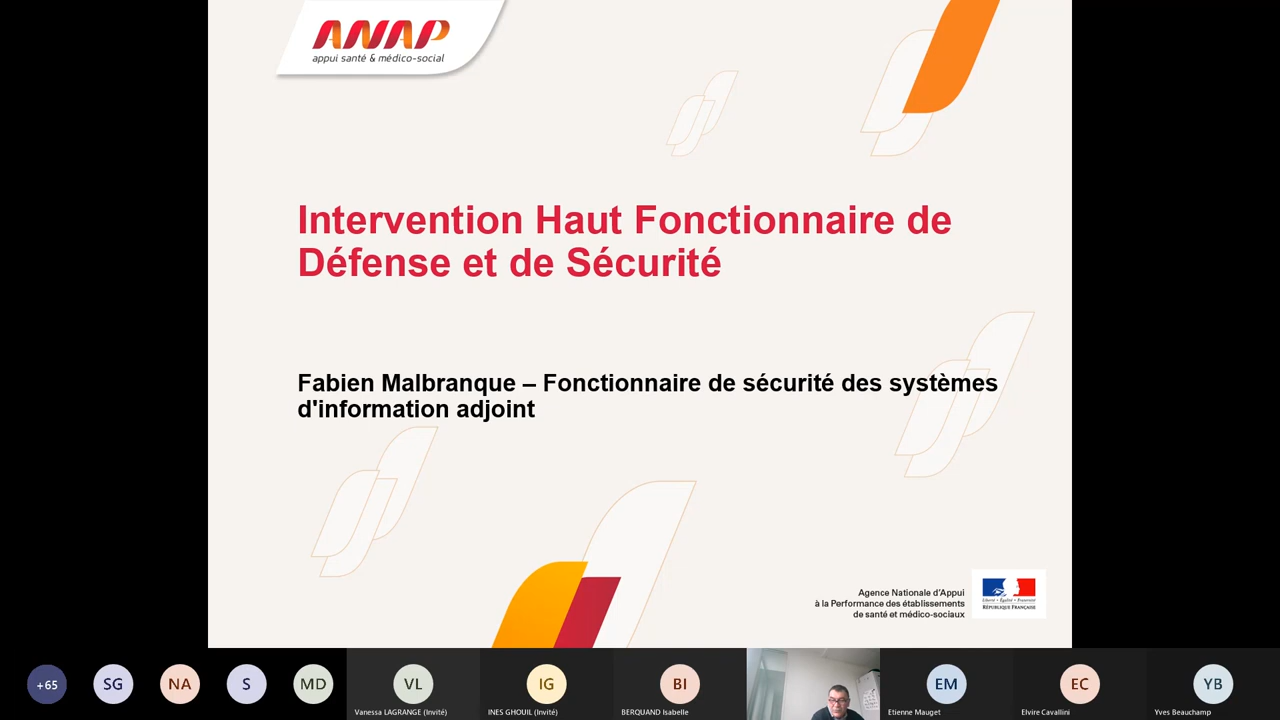 ANAP
appui santé & médico-social
Intervention Haut Fonctionnaire de
Défense et de Sécurité
Fabien Malbranque – Fonctionnaire de sécurité des systèmes
d'information adjoint
Agence Nationale d'Appui
à la Performance des établissements
de santé et médico-sociaux
Liberté • Égalité • Fraternité
RÉPUBLIQUE FRANÇAISE
+65
SG
NA
S
MD
VL
IG
BI
EM
EC
YB
Vanessa LAGRANGE (Invité)
INES GHOUIL (Invité)
BERQUAND Isabelle
Etienne Mauget
Elvire Cavallini
Yves Beauchamp